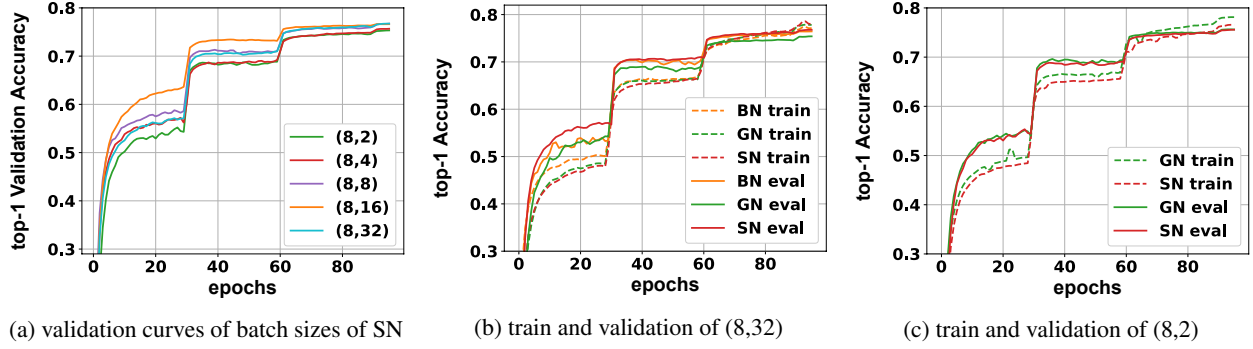 0.8
0.7
0.6
0.5
0.4
0.3
0 20 40 60 80
top-1 Validation Accuracy
epochs
(8,2)
(8,4)
(8,8)
(8,16)
(8,32)
(a) validation curves of batch sizes of SN
0.8
0.7
0.6
0.5
0.4
0.3
0 20 40 60 80
top-1 Accuracy
epochs
BN train
GN train
SN train
BN eval
GN eval
SN eval
(b) train and validation of (8,32)
0.8
0.7
0.6
0.5
0.4
0.3
0 20 40 60 80
top-1 Accuracy
epochs
GN train
SN train
GN eval
SN eval
(c) train and validation of (8,2)